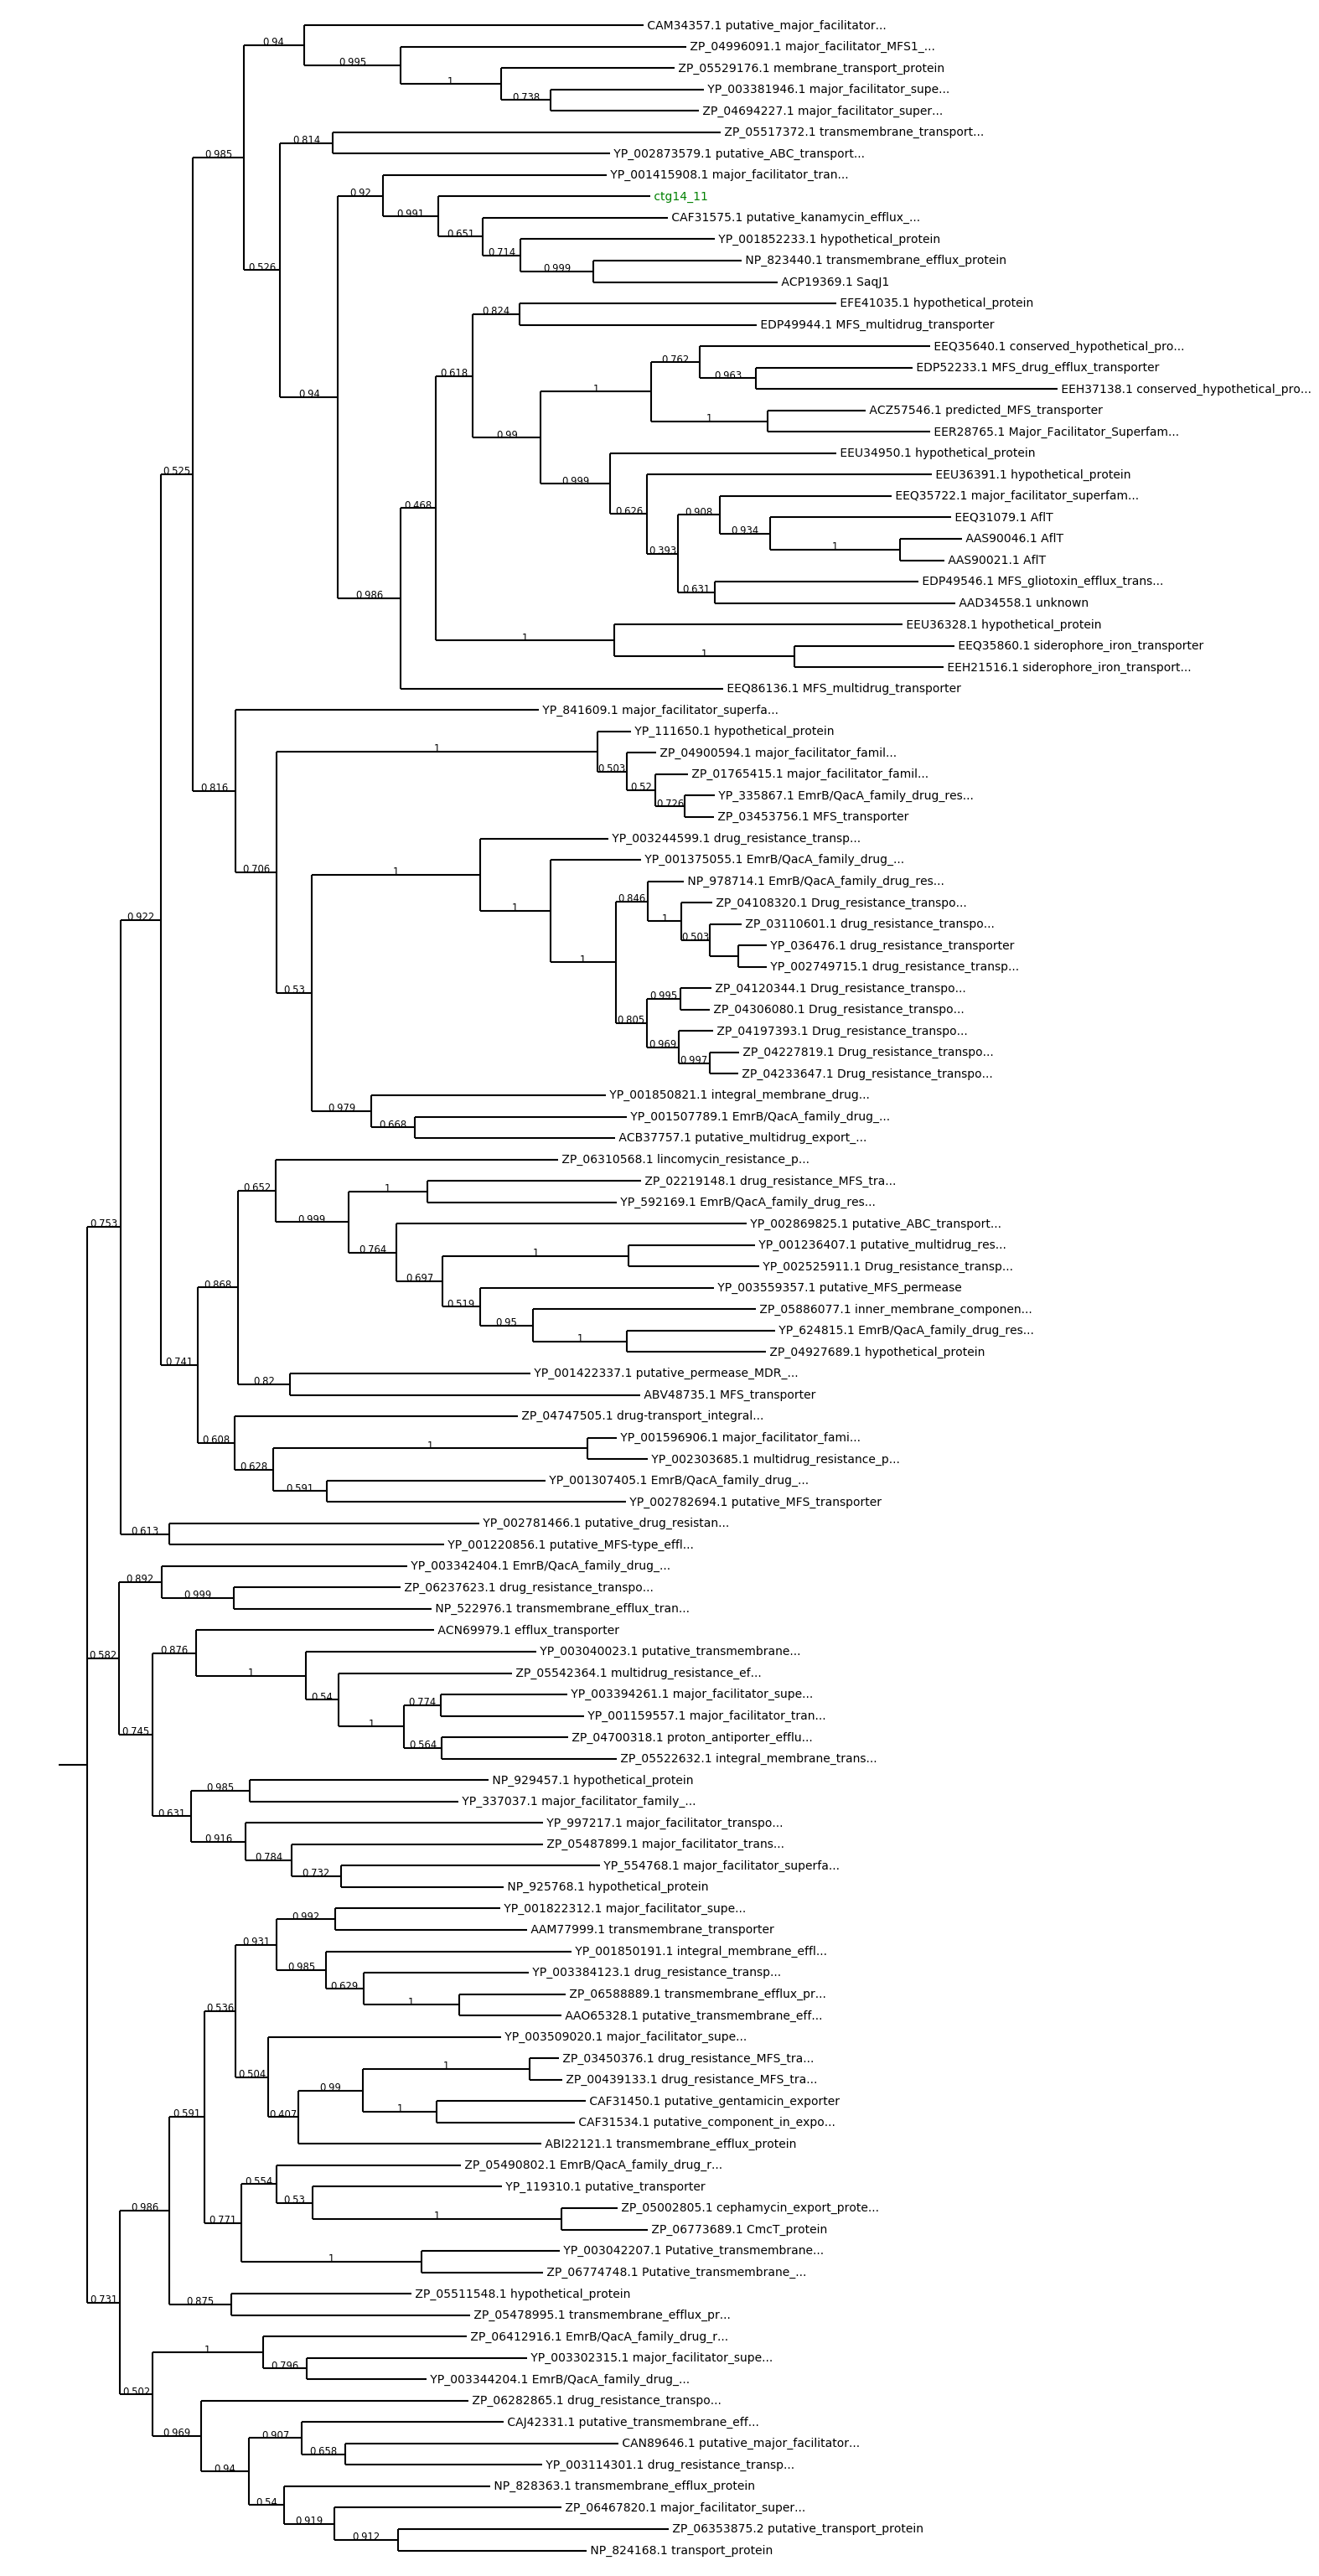 CAM34357.1 putative_major_facilitator...
0.94
ZP_04996091.1 major_facilitator_MFS1_...
0.995
ZP_05529176.1 membrane_transport_protein
1
YP_003381946.1 major_facilitator_supe...
0.738
ZP_04694227.1 major_facilitator_super...
ZP_05517372.1 transmembrane_transport...
0.814
0.985
YP_002873579.1 putative_ABC_transport...
YP_001415908.1 major_facilitator_tran...
0.92
ctg14_11
0.991
CAF31575.1 putative_kanamycin_efflux_...
0.651
YP_001852233.1 hypothetical_protein
0.714
NP_823440.1 transmembrane_efflux_protein
0.526
0.999
ACP19369.1 SaqJ1
EFE41035.1 hypothetical_protein
0.824
EDP49944.1 MFS_multidrug_transporter
EEQ35640.1 conserved_hypothetical_pro...
0.762
EDP52233.1 MFS_drug_efflux_transporter
0.618
0.963
EEH37138.1 conserved_hypothetical_pro...
1
0.94
ACZ57546.1 predicted_MFS_transporter
1
EER28765.1 Major_Facilitator_Superfam...
0.99
EEU34950.1 hypothetical_protein
0.525
EEU36391.1 hypothetical_protein
0.999
EEQ35722.1 major_facilitator_superfam...
0.468
0.626
0.908
EEQ31079.1 AflT
0.934
AAS90046.1 AflT
1
0.393
AAS90021.1 AflT
EDP49546.1 MFS_gliotoxin_efflux_trans...
0.631
0.986
AAD34558.1 unknown
EEU36328.1 hypothetical_protein
1
EEQ35860.1 siderophore_iron_transporter
1
EEH21516.1 siderophore_iron_transport...
EEQ86136.1 MFS_multidrug_transporter
YP_841609.1 major_facilitator_superfa...
YP_111650.1 hypothetical_protein
1
ZP_04900594.1 major_facilitator_famil...
0.503
ZP_01765415.1 major_facilitator_famil...
0.816
0.52
YP_335867.1 EmrB/QacA_family_drug_res...
0.726
ZP_03453756.1 MFS_transporter
YP_003244599.1 drug_resistance_transp...
YP_001375055.1 EmrB/QacA_family_drug_...
0.706
1
NP_978714.1 EmrB/QacA_family_drug_res...
0.846
ZP_04108320.1 Drug_resistance_transpo...
1
0.922
1
ZP_03110601.1 drug_resistance_transpo...
0.503
YP_036476.1 drug_resistance_transporter
1
YP_002749715.1 drug_resistance_transp...
0.53
ZP_04120344.1 Drug_resistance_transpo...
0.995
ZP_04306080.1 Drug_resistance_transpo...
0.805
ZP_04197393.1 Drug_resistance_transpo...
0.969
ZP_04227819.1 Drug_resistance_transpo...
0.997
ZP_04233647.1 Drug_resistance_transpo...
YP_001850821.1 integral_membrane_drug...
0.979
YP_001507789.1 EmrB/QacA_family_drug_...
0.668
ACB37757.1 putative_multidrug_export_...
ZP_06310568.1 lincomycin_resistance_p...
0.652
ZP_02219148.1 drug_resistance_MFS_tra...
1
YP_592169.1 EmrB/QacA_family_drug_res...
0.999
0.753
YP_002869825.1 putative_ABC_transport...
0.764
YP_001236407.1 putative_multidrug_res...
1
YP_002525911.1 Drug_resistance_transp...
0.868
0.697
YP_003559357.1 putative_MFS_permease
0.519
ZP_05886077.1 inner_membrane_componen...
0.95
YP_624815.1 EmrB/QacA_family_drug_res...
1
ZP_04927689.1 hypothetical_protein
0.741
YP_001422337.1 putative_permease_MDR_...
0.82
ABV48735.1 MFS_transporter
ZP_04747505.1 drug-transport_integral...
0.608
YP_001596906.1 major_facilitator_fami...
1
YP_002303685.1 multidrug_resistance_p...
0.628
YP_001307405.1 EmrB/QacA_family_drug_...
0.591
YP_002782694.1 putative_MFS_transporter
YP_002781466.1 putative_drug_resistan...
0.613
YP_001220856.1 putative_MFS-type_effl...
YP_003342404.1 EmrB/QacA_family_drug_...
0.892
ZP_06237623.1 drug_resistance_transpo...
0.999
NP_522976.1 transmembrane_efflux_tran...
ACN69979.1 efflux_transporter
0.582
0.876
YP_003040023.1 putative_transmembrane...
1
ZP_05542364.1 multidrug_resistance_ef...
0.54
YP_003394261.1 major_facilitator_supe...
0.774
YP_001159557.1 major_facilitator_tran...
1
0.745
ZP_04700318.1 proton_antiporter_efflu...
0.564
ZP_05522632.1 integral_membrane_trans...
NP_929457.1 hypothetical_protein
0.985
YP_337037.1 major_facilitator_family_...
0.631
YP_997217.1 major_facilitator_transpo...
0.916
ZP_05487899.1 major_facilitator_trans...
0.784
YP_554768.1 major_facilitator_superfa...
0.732
NP_925768.1 hypothetical_protein
YP_001822312.1 major_facilitator_supe...
0.992
AAM77999.1 transmembrane_transporter
0.931
YP_001850191.1 integral_membrane_effl...
0.985
YP_003384123.1 drug_resistance_transp...
0.629
ZP_06588889.1 transmembrane_efflux_pr...
1
AAO65328.1 putative_transmembrane_eff...
0.536
YP_003509020.1 major_facilitator_supe...
ZP_03450376.1 drug_resistance_MFS_tra...
1
0.504
ZP_00439133.1 drug_resistance_MFS_tra...
0.99
CAF31450.1 putative_gentamicin_exporter
1
0.591
0.407
CAF31534.1 putative_component_in_expo...
ABI22121.1 transmembrane_efflux_protein
ZP_05490802.1 EmrB/QacA_family_drug_r...
0.554
YP_119310.1 putative_transporter
0.53
0.986
ZP_05002805.1 cephamycin_export_prote...
1
0.771
ZP_06773689.1 CmcT_protein
YP_003042207.1 Putative_transmembrane...
1
ZP_06774748.1 Putative_transmembrane_...
ZP_05511548.1 hypothetical_protein
0.731
0.875
ZP_05478995.1 transmembrane_efflux_pr...
ZP_06412916.1 EmrB/QacA_family_drug_r...
1
YP_003302315.1 major_facilitator_supe...
0.796
YP_003344204.1 EmrB/QacA_family_drug_...
0.502
ZP_06282865.1 drug_resistance_transpo...
CAJ42331.1 putative_transmembrane_eff...
0.969
0.907
CAN89646.1 putative_major_facilitator...
0.658
YP_003114301.1 drug_resistance_transp...
0.94
NP_828363.1 transmembrane_efflux_protein
0.54
ZP_06467820.1 major_facilitator_super...
0.919
ZP_06353875.2 putative_transport_protein
0.912
NP_824168.1 transport_protein